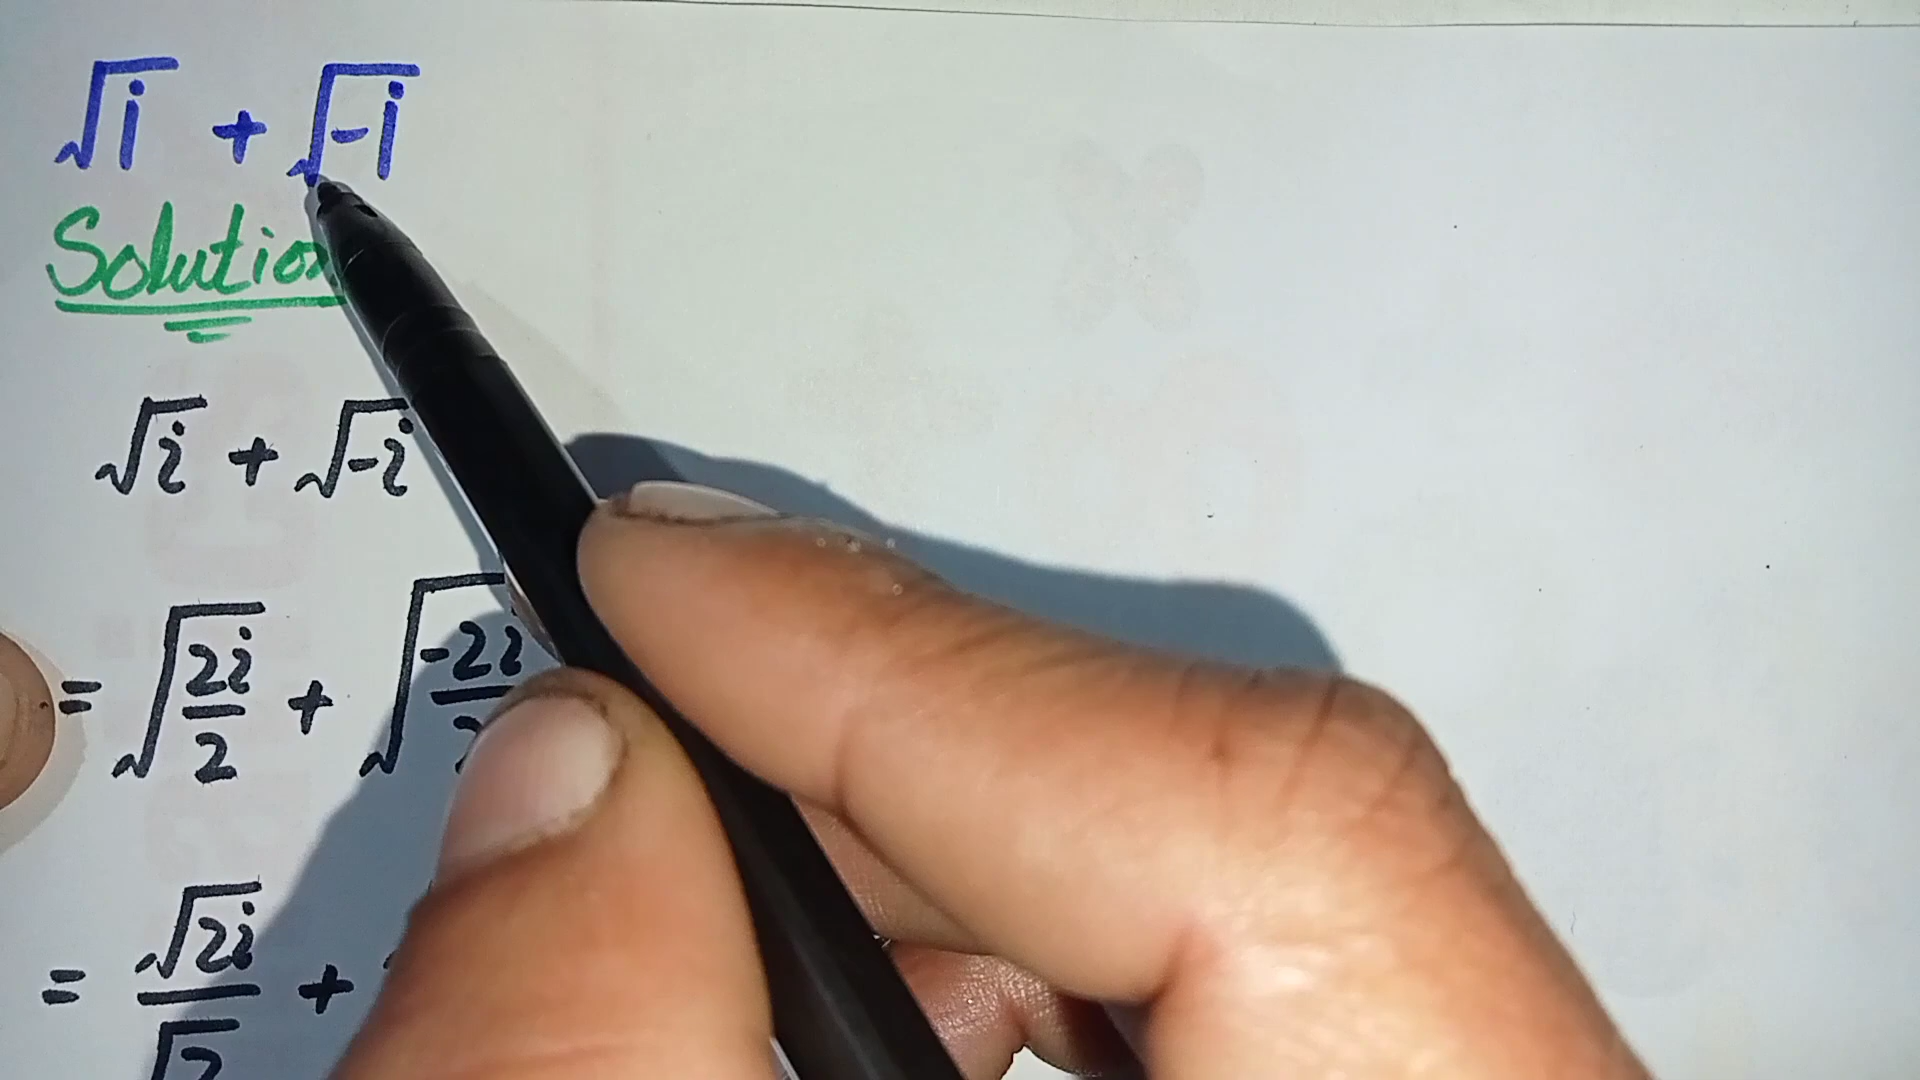 √i + √-i
Solution
√i + √-i
= √(2i/2) + √(-2i/
= √2i/√2 +